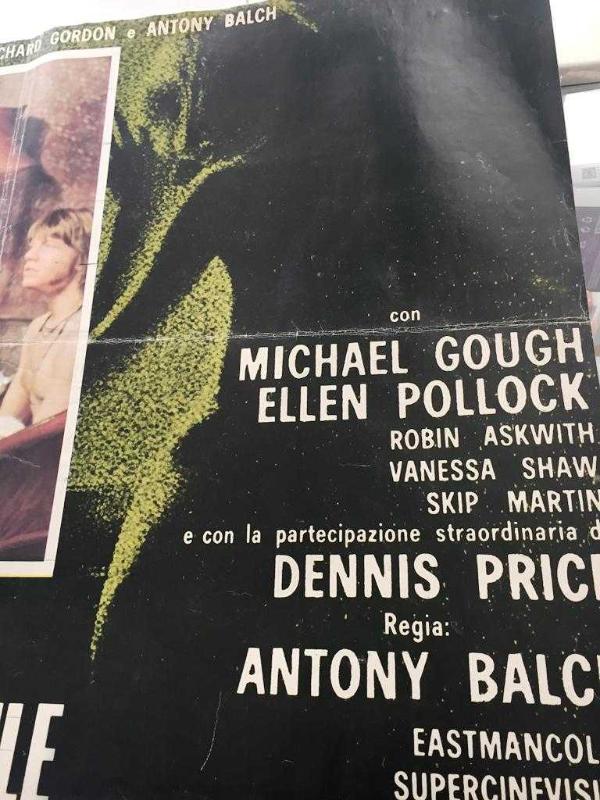 CHARD GORDON e ANTONY BALCH
con
MICHAEL GOUGH
ELLEN POLLOCK
ROBIN ASKWITH
VANESSA SHAW
SKIP MARTIN
e con la partecipazione straordinaria d
DENNIS PRIC
Regia:
ANTONY BALC
EASTMANCOL
SUPERCINEVISI
LE